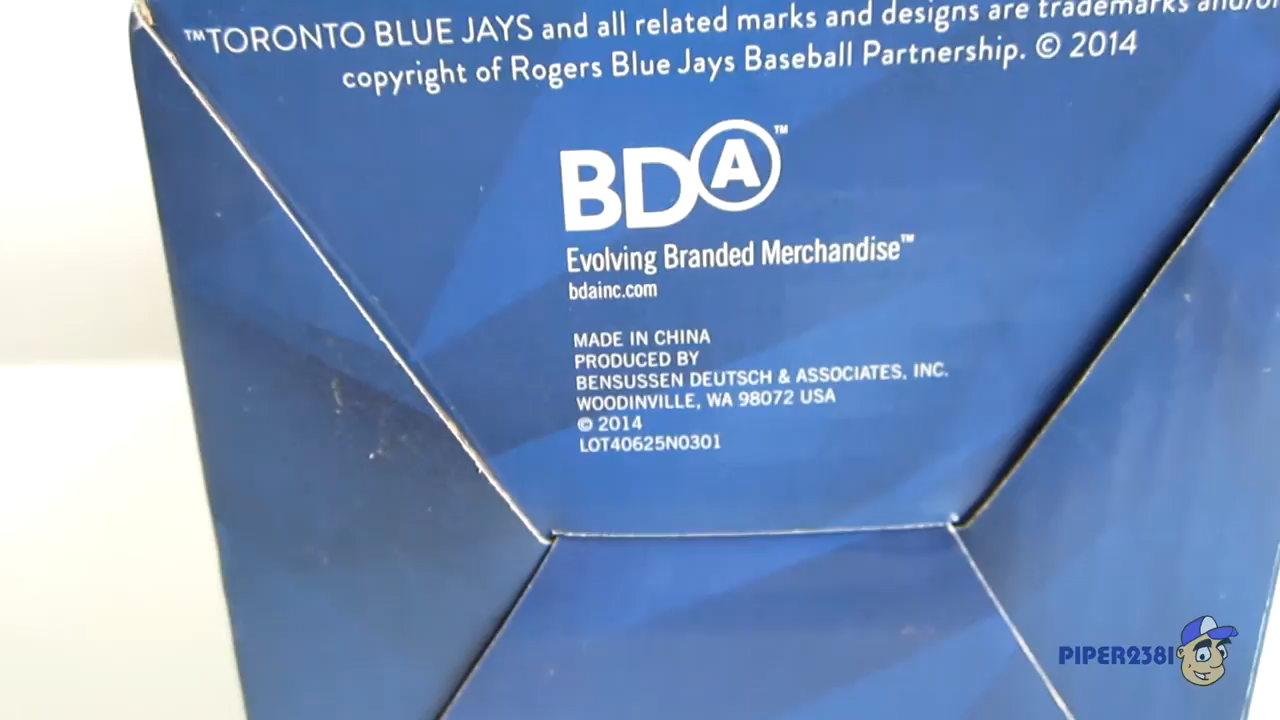 ™TORONTO BLUE JAYS and all related marks and designs are trademarks and/or
copyright of Rogers Blue Jays Baseball Partnership. © 2014
BDA™
Evolving Branded Merchandise™
bdainc.com
MADE IN CHINA
PRODUCED BY
BENSUSSEN DEUTSCH & ASSOCIATES, INC.
WOODINVILLE, WA 98072 USA
© 2014
LOT40625N0301
PIPER2381